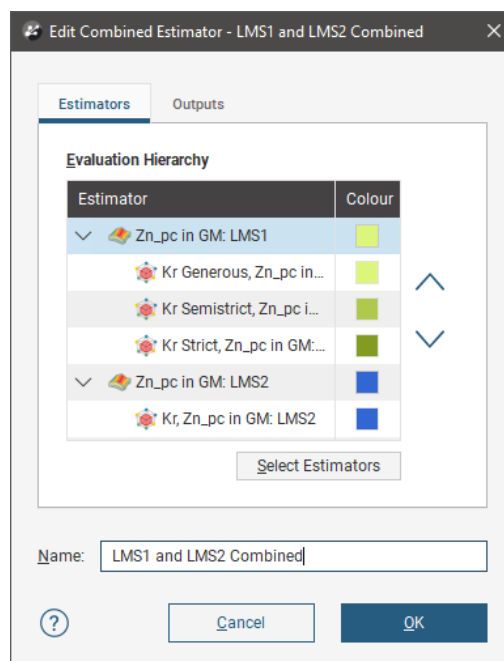 Edit Combined Estimator - LMS1 and LMS2 Combined
Estimators Outputs
Evaluation Hierarchy
Estimator Colour
Zn_pc in GM: LMS1
Kr Generous, Zn_pc in...
Kr Semistrict, Zn_pc i...
Kr Strict, Zn_pc in GM:...
Zn_pc in GM: LMS2
Kr, Zn_pc in GM: LMS2
Select Estimators
Name: LMS1 and LMS2 Combined
? Cancel OK